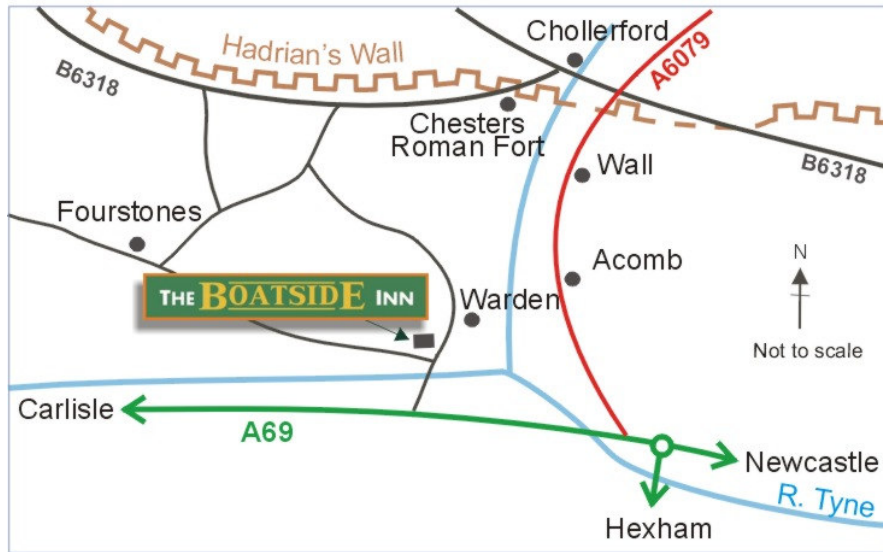 Chollerford
Hadrian's Wall
A6079
B6318
Chesters
Roman Fort
B6318
Wall
Fourstones
Acomb
N
THE BOATSIDE INN
Warden
Not to scale
Carlisle
A69
Newcastle
R. Tyne
Hexham